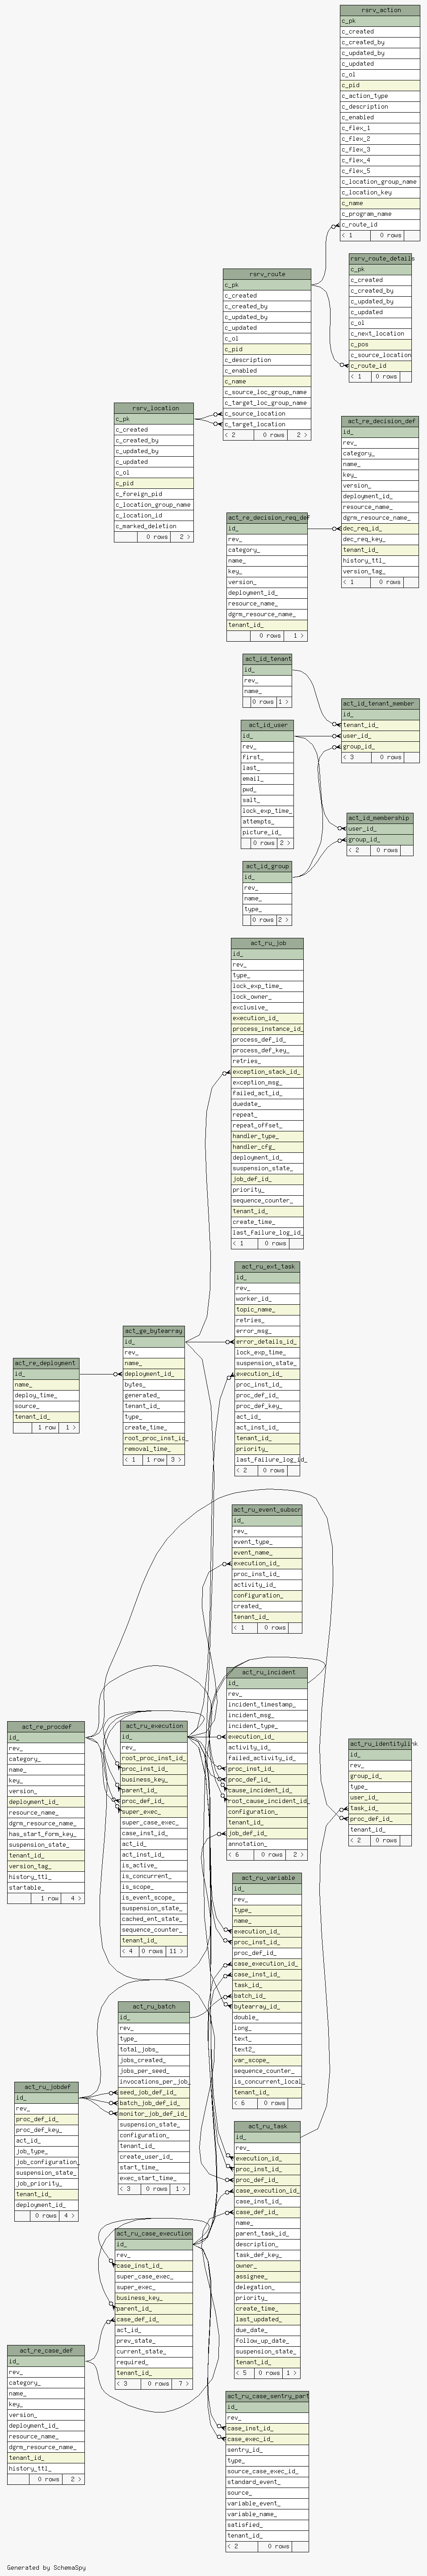 rsrv_action
c_pk
c_created
c_created_by
c_updated_by
c_updated
c_ol
c_pid
c_action_type
c_description
c_enabled
c_flex_1
c_flex_2
c_flex_3
c_flex_4
c_flex_5
c_location_group_name
c_location_key
c_name
c_program_name
c_route_id
< 1 0 rows
rsrv_route_details
c_pk
c_created
c_created_by
c_updated_by
c_updated
c_ol
c_next_location
c_pos
c_source_location
c_route_id
< 1 0 rows
rsrv_route
c_pk
c_created
c_created_by
c_updated_by
c_updated
c_ol
c_pid
c_description
c_enabled
c_name
c_source_loc_group_name
c_target_loc_group_name
c_source_location
c_target_location
< 2 0 rows 2 >
rsrv_location
c_pk
c_created
c_created_by
c_updated_by
c_updated
c_ol
c_pid
c_foreign_pid
c_location_group_name
c_location_id
c_marked_deletion
0 rows 2 >
act_re_decision_def
id_
rev_
category_
name_
key_
version_
deployment_id_
resource_name_
dgrm_resource_name_
dec_req_id_
dec_req_key_
tenant_id_
history_ttl_
version_tag_
< 1 0 rows
act_re_decision_req_def
id_
rev_
category_
name_
key_
version_
deployment_id_
resource_name_
dgrm_resource_name_
tenant_id_
0 rows 1 >
act_id_tenant
id_
rev_
name_
0 rows 1 >
act_id_tenant_member
id_
tenant_id_
user_id_
group_id_
< 3 0 rows
act_id_user
id_
rev_
first_
last_
email_
pwd_
salt_
lock_exp_time_
attempts_
picture_id_
0 rows 2 >
act_id_membership
user_id_
group_id_
< 2 0 rows
act_id_group
id_
rev_
name_
type_
0 rows 2 >
act_ru_job
id_
rev_
type_
lock_exp_time_
lock_owner_
exclusive_
execution_id_
process_instance_id_
process_def_id_
process_def_key_
retries_
exception_stack_id_
exception_msg_
failed_act_id_
duedate_
repeat_
repeat_offset_
handler_type_
handler_cfg_
deployment_id_
suspension_state_
job_def_id_
priority_
sequence_counter_
tenant_id_
create_time_
last_failure_log_id_
< 1 0 rows
act_ru_ext_task
id_
rev_
worker_id_
topic_name_
retries_
error_msg_
error_details_id_
lock_exp_time_
suspension_state_
execution_id_
proc_inst_id_
proc_def_id_
proc_def_key_
act_id_
act_inst_id_
tenant_id_
priority_
last_failure_log_id_
< 2 0 rows
act_ge_bytearray
id_
rev_
name_
deployment_id_
bytes_
generated_
tenant_id_
type_
create_time_
root_proc_inst_id_
removal_time_
< 1 1 row 3 >
act_re_deployment
id_
name_
deploy_time_
source_
tenant_id_
1 row 1 >
act_ru_event_subscr
id_
rev_
event_type_
event_name_
execution_id_
proc_inst_id_
activity_id_
configuration_
created_
tenant_id_
< 1 0 rows
act_ru_incident
id_
rev_
incident_timestamp_
incident_msg_
incident_type_
execution_id_
activity_id_
failed_activity_id_
proc_inst_id_
proc_def_id_
cause_incident_id_
root_cause_incident_id_
configuration_
tenant_id_
job_def_id_
annotation_
< 6 0 rows 2 >
act_re_procdef
id_
rev_
category_
name_
key_
version_
deployment_id_
resource_name_
dgrm_resource_name_
has_start_form_key_
suspension_state_
tenant_id_
version_tag_
history_ttl_
startable_
1 row 4 >
act_ru_execution
id_
rev_
root_proc_inst_id_
proc_inst_id_
business_key_
parent_id_
proc_def_id_
super_exec_
super_case_exec_
case_inst_id_
act_id_
act_inst_id_
is_active_
is_concurrent_
is_scope_
is_event_scope_
suspension_state_
cached_ent_state_
sequence_counter_
tenant_id_
< 4 0 rows 11 >
act_ru_identitylink
id_
rev_
group_id_
type_
user_id_
task_id_
proc_def_id_
tenant_id_
< 2 0 rows
act_ru_variable
id_
rev_
type_
name_
execution_id_
proc_inst_id_
proc_def_id_
case_execution_id_
case_inst_id_
task_id_
batch_id_
bytearray_id_
double_
long_
text_
text2_
var_scope_
sequence_counter_
is_concurrent_local_
tenant_id_
< 6 0 rows
act_ru_batch
id_
rev_
type_
total_jobs_
jobs_created_
jobs_per_seed_
invocations_per_job_
seed_job_def_id_
batch_job_def_id_
monitor_job_def_id_
suspension_state_
configuration_
tenant_id_
create_user_id_
start_time_
exec_start_time_
< 3 0 rows 1 >
act_ru_jobdef
id_
rev_
proc_def_id_
proc_def_key_
act_id_
job_type_
job_configuration_
suspension_state_
job_priority_
tenant_id_
deployment_id_
0 rows 4 >
act_ru_task
id_
rev_
execution_id_
proc_inst_id_
proc_def_id_
case_execution_id_
case_inst_id_
case_def_id_
name_
parent_task_id_
description_
task_def_key_
owner_
assignee_
delegation_
priority_
create_time_
last_updated_
due_date_
follow_up_date_
suspension_state_
tenant_id_
< 5 0 rows 1 >
act_ru_case_execution
id_
rev_
case_inst_id_
super_case_exec_
super_exec_
business_key_
parent_id_
case_def_id_
act_id_
prev_state_
current_state_
required_
tenant_id_
< 3 0 rows 7 >
act_re_case_def
id_
rev_
category_
name_
key_
version_
deployment_id_
resource_name_
dgrm_resource_name_
tenant_id_
history_ttl_
0 rows 2 >
act_ru_case_sentry_part
id_
rev_
case_inst_id_
case_exec_id_
sentry_id_
type_
source_case_exec_id_
standard_event_
source_
variable_event_
variable_name_
satisfied_
tenant_id_
< 2 0 rows
Generated by SchemaSpy